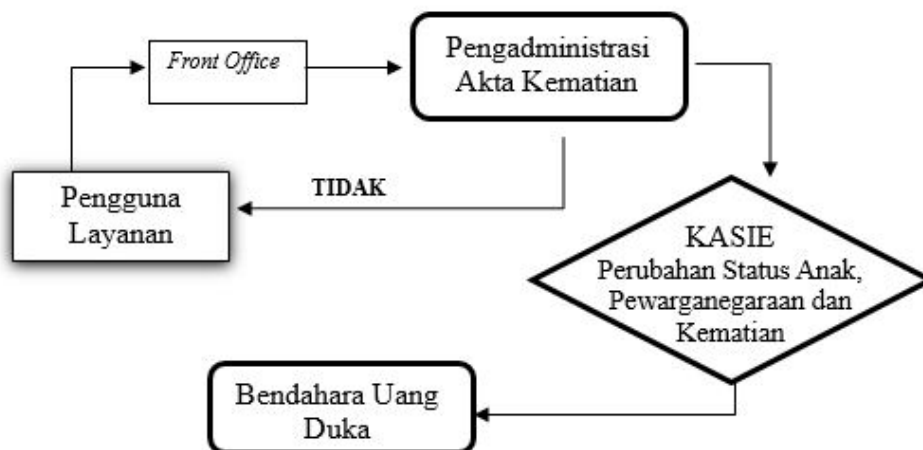 Front Office
Pengadministrasi
Akta Kematian
TIDAK
Pengguna
Layanan
KASIE
Perubahan Status Anak,
Pewarganegaraan dan
Kematian
Bendahara Uang
Duka